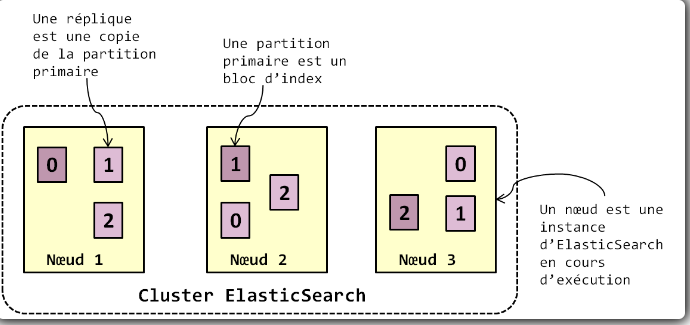 Une réplique
est une copie
de la partition
primaire
Une partition
primaire est un
bloc d'index
0
1
2
Nœud 1
1
2
0
Nœud 2
0
2
1
Nœud 3
Un nœud est une
instance
d'ElasticSearch
en cours
d'exécution
Cluster ElasticSearch